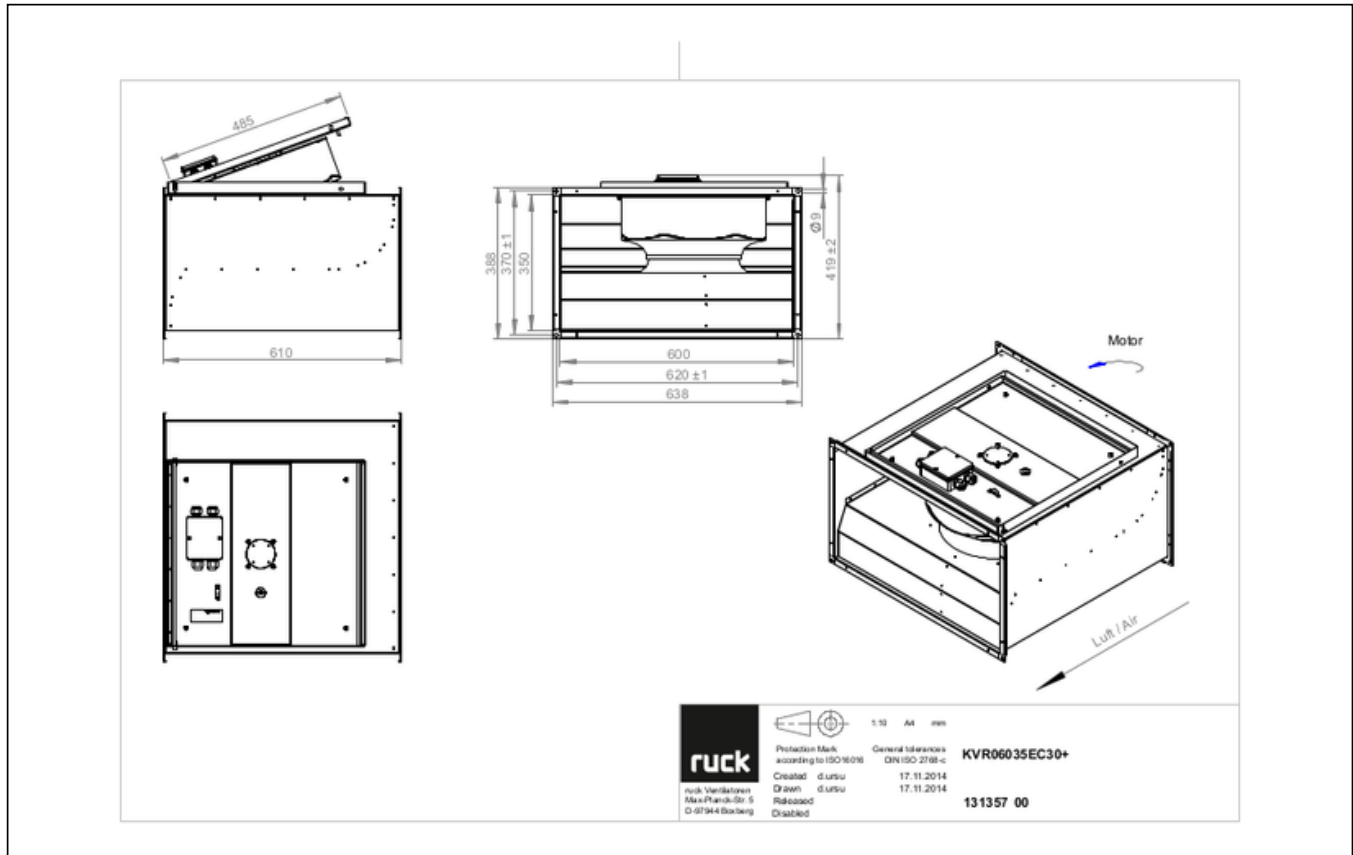 485
610
388
370 ±1
350
Ø 9
419 ±2
600
620 ±1
638
Motor
Luft / Air
ruck
ruck Ventilatoren
Max-Planck-Str. 5
D-97944 Boxberg
1:10 A4 mm
Protection Mark
according to ISO16016
General tolerances
DIN ISO 2768-c
Created d.ursu 17.11.2014
Drawn d.ursu 17.11.2014
Released
Disabled
KVR06035EC30+
131357 00